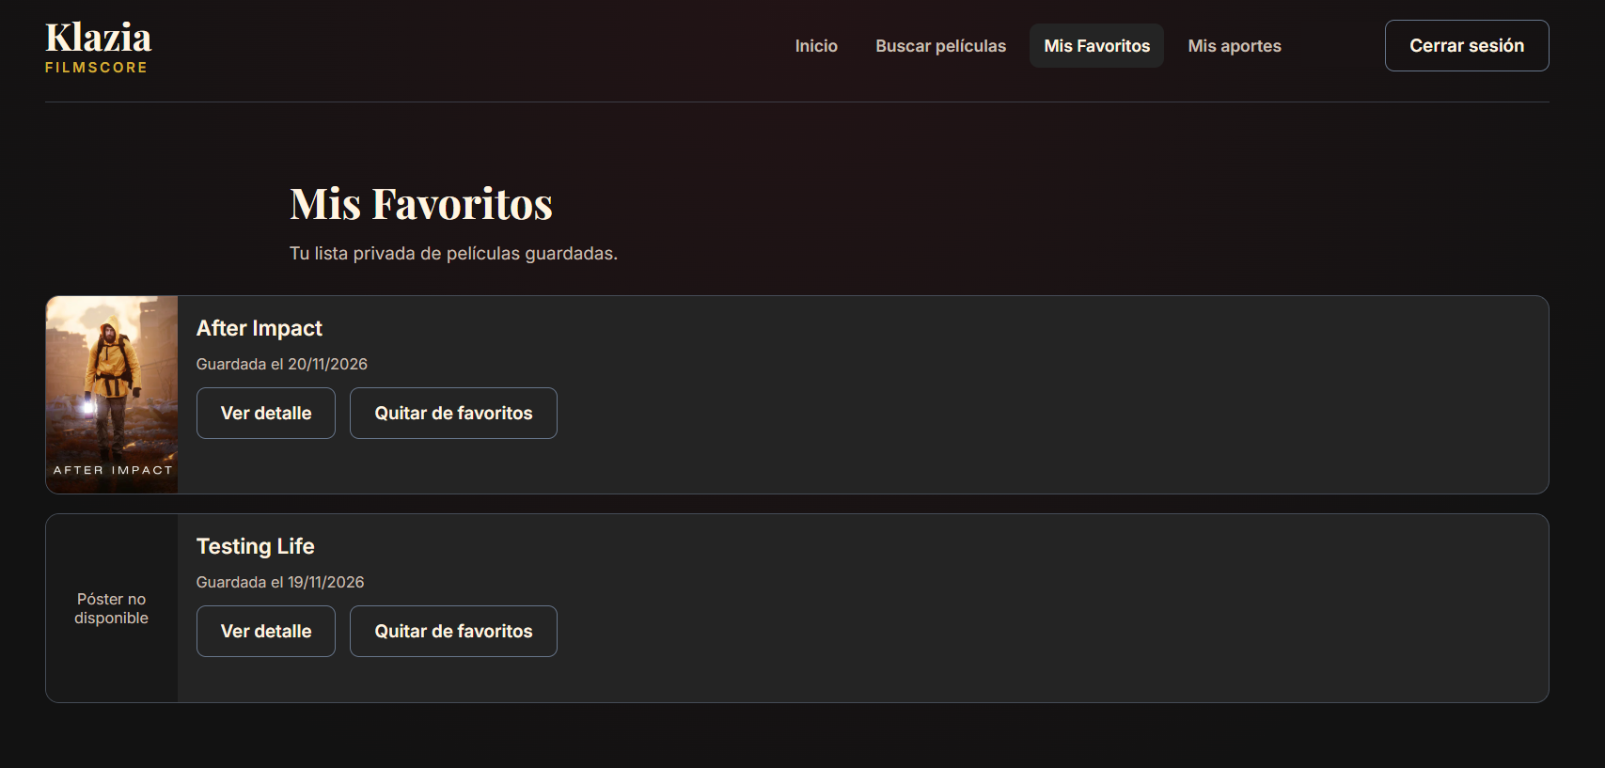 Klazia
FILMSCORE
Inicio Buscar películas Mis Favoritos Mis aportes Cerrar sesión
Mis Favoritos
Tu lista privada de películas guardadas.
AFTER IMPACT
After Impact
Guardada el 20/11/2026
Ver detalle Quitar de favoritos
Póster no
disponible
Testing Life
Guardada el 19/11/2026
Ver detalle Quitar de favoritos